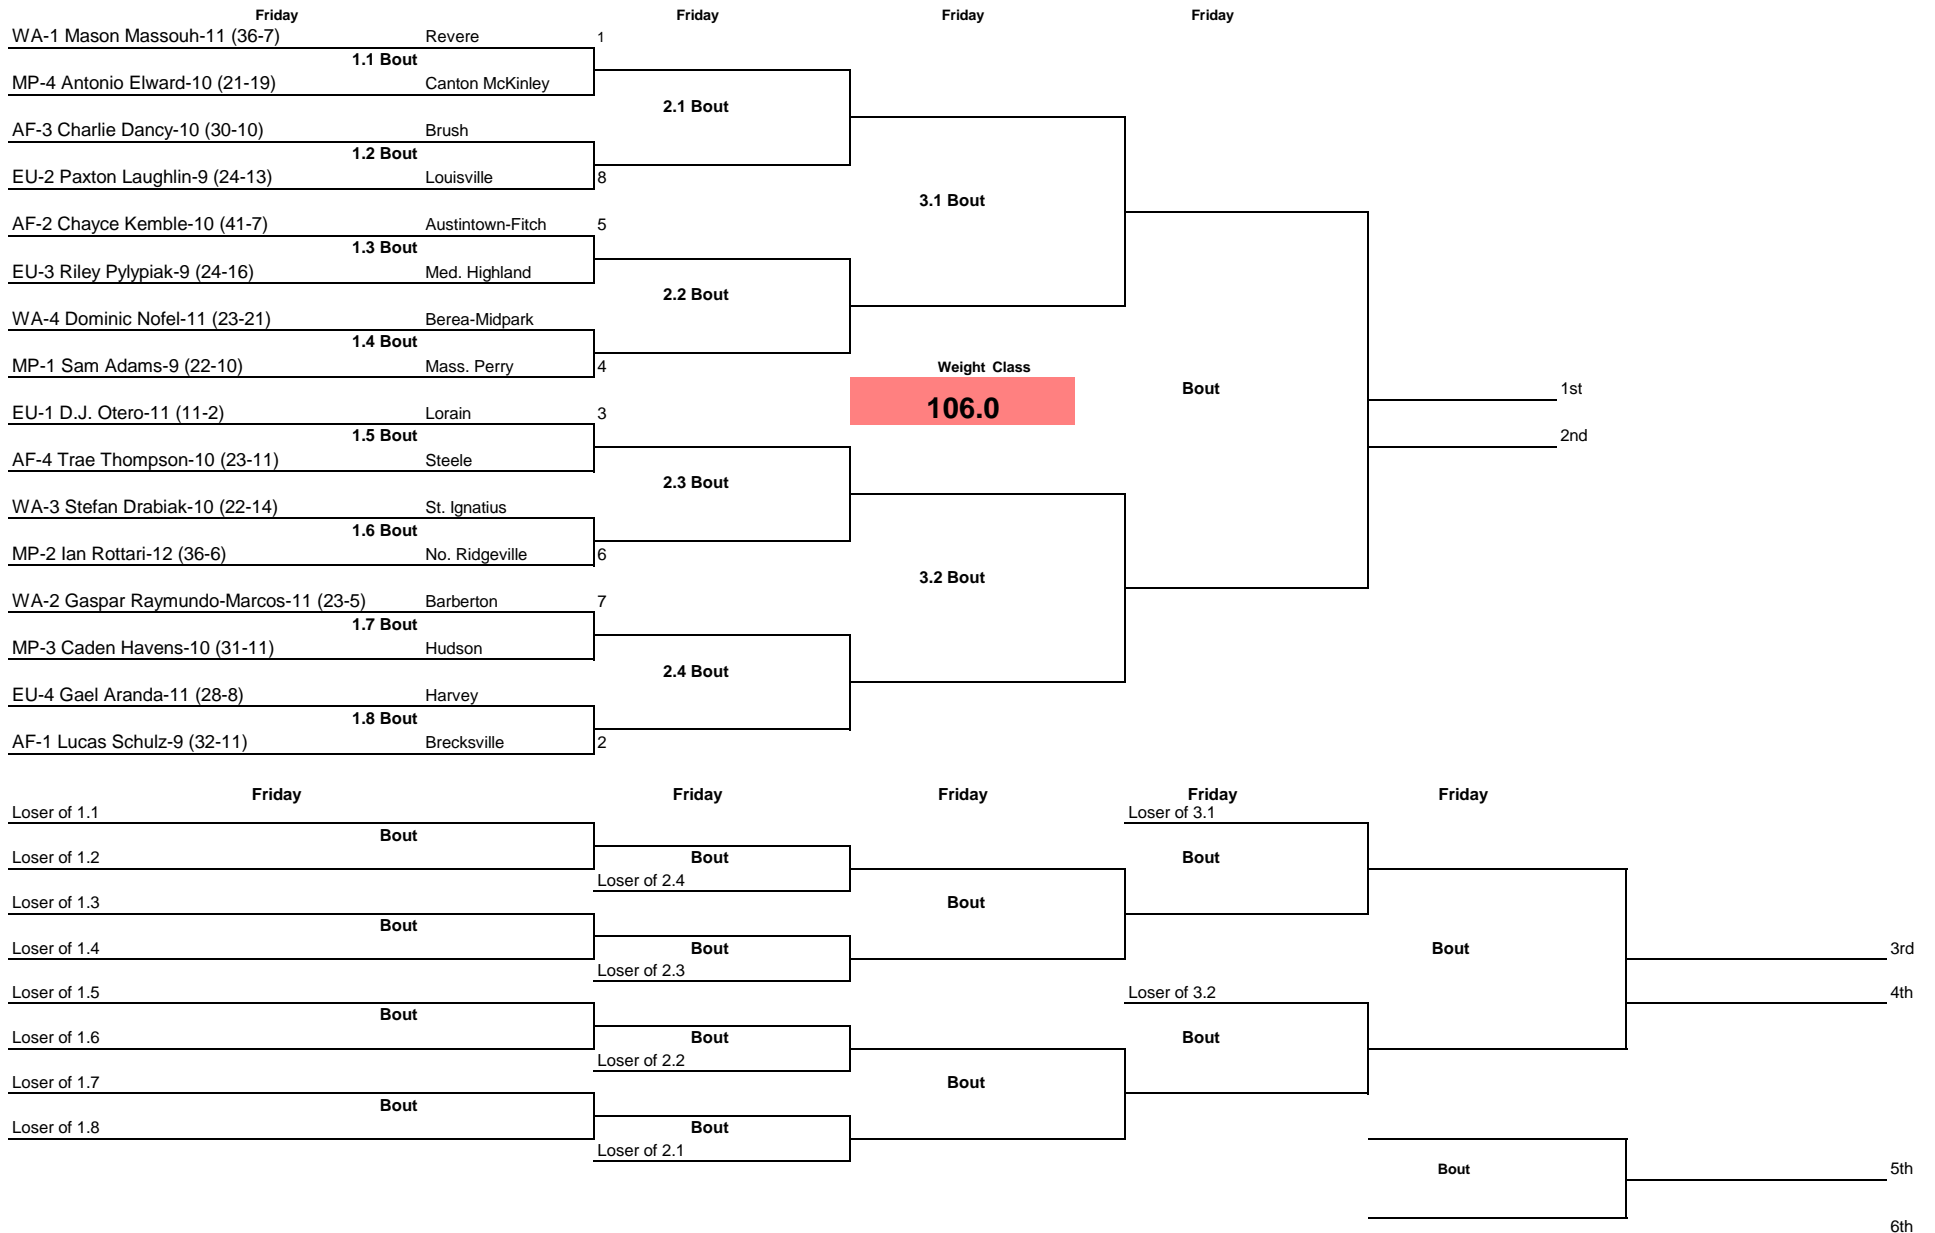 Friday Friday Friday Friday
WA-1 Mason Massouh-11 (36-7) Revere 1
1.1 Bout
MP-4 Antonio Elward-10 (21-19) Canton McKinley
2.1 Bout
AF-3 Charlie Dancy-10 (30-10) Brush
1.2 Bout
EU-2 Paxton Laughlin-9 (24-13) Louisville 8
3.1 Bout
AF-2 Chayce Kemble-10 (41-7) Austintown-Fitch 5
1.3 Bout
EU-3 Riley Pylypiak-9 (24-16) Med. Highland
2.2 Bout
WA-4 Dominic Nofel-11 (23-21) Berea-Midpark
1.4 Bout
MP-1 Sam Adams-9 (22-10) Mass. Perry 4 Weight Class
Bout 1st
EU-1 D.J. Otero-11 (11-2) Lorain 3 106.0
1.5 Bout 2nd
AF-4 Trae Thompson-10 (23-11) Steele
2.3 Bout
WA-3 Stefan Drabiak-10 (22-14) St. Ignatius
1.6 Bout
MP-2 Ian Rottari-12 (36-6) No. Ridgeville 6
3.2 Bout
WA-2 Gaspar Raymundo-Marcos-11 (23-5) Barberton 7
1.7 Bout
MP-3 Caden Havens-10 (31-11) Hudson
2.4 Bout
EU-4 Gael Aranda-11 (28-8) Harvey
1.8 Bout
AF-1 Lucas Schulz-9 (32-11) Brecksville 2
Friday Friday Friday Friday Friday
Loser of 1.1 Loser of 3.1
Bout
Loser of 1.2 Bout Bout
Loser of 2.4
Loser of 1.3 Bout
Bout
Loser of 1.4 Bout Bout 3rd
Loser of 2.3
Loser of 1.5 Loser of 3.2 4th
Bout
Loser of 1.6 Bout Bout
Loser of 2.2
Loser of 1.7 Bout
Bout
Loser of 1.8 Bout
Loser of 2.1
Bout 5th
6th